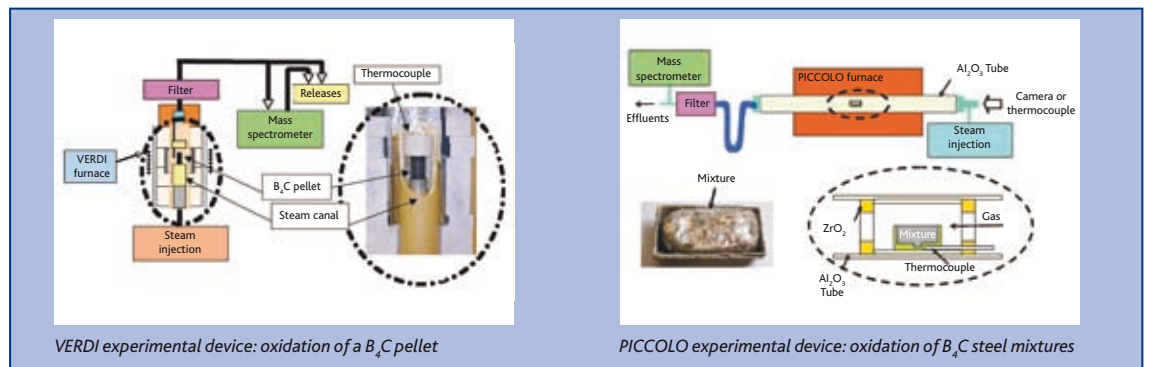 Filter
Releases
Mass
spectrometer
VERDI
furnace
Steam
injection
Thermocouple
B₄C pellet
Steam canal
VERDI experimental device: oxidation of a B₄C pellet
Mass
spectrometer
PICCOLO furnace
Al₂O₃ Tube
Filter
Effluents
Camera or
thermocouple
Steam
injection
Mixture
ZrO₂
Gas
Mixture
Thermocouple
Al₂O₃
Tube
PICCOLO experimental device: oxidation of B₄C steel mixtures